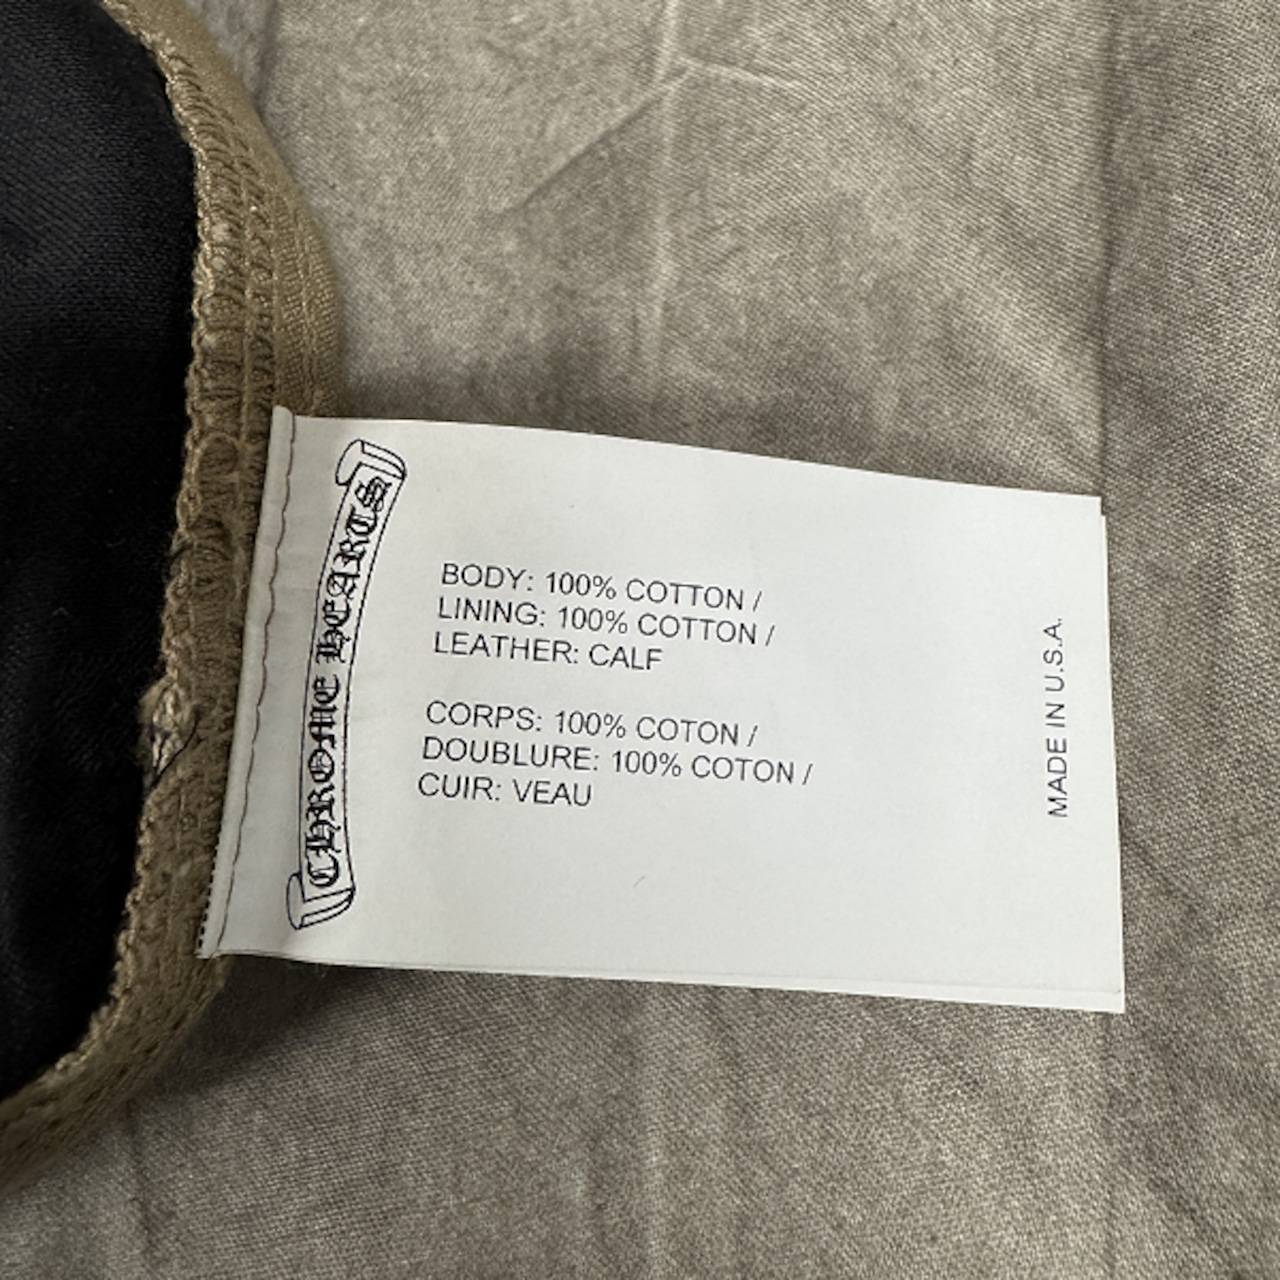 CHROME HEARTS
BODY: 100% COTTON /
LINING: 100% COTTON /
LEATHER: CALF
CORPS: 100% COTON /
DOUBLURE: 100% COTON /
CUIR: VEAU
MADE IN U.S.A.